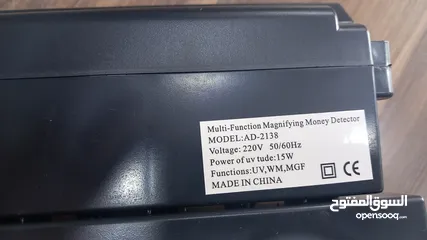 Multi-Function Magnifying Money Detector
MODEL:AD-2138
Voltage: 220V 50/60Hz
Power of uv tude:15W
Functions:UV,WM,MGF
MADE IN CHINA
CE
السوق المفتوح
opensooq.com